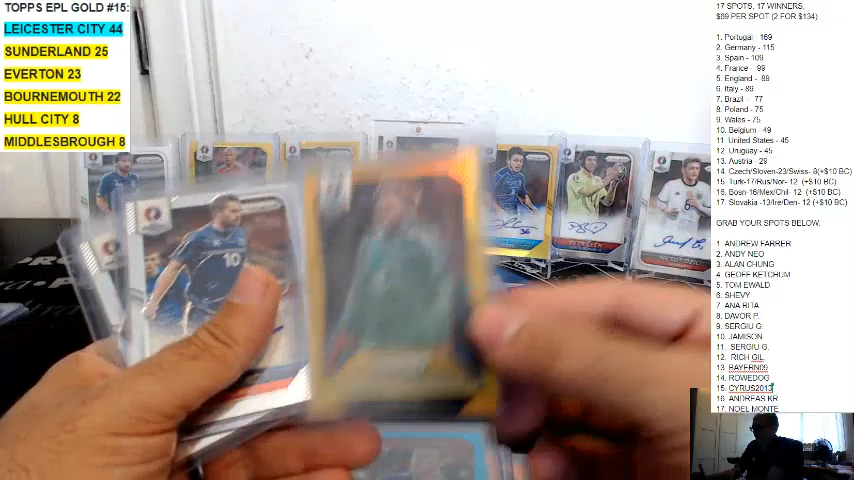 TOPPS EPL GOLD #15:
LEICESTER CITY 44
SUNDERLAND 25
EVERTON 23
BOURNEMOUTH 22
HULL CITY 8
MIDDLESBROUGH 8
17 SPOTS, 17 WINNERS,
$69 PER SPOT (2 FOR $134)
1. Portugal - 169
2. Germany - 115
3. Spain - 109
4. France - 99
5. England - 89
6. Italy - 89
7. Brazil - 77
8. Poland - 75
9. Wales - 75
10. Belgium - 49
11 United States - 45
12. Uruguay - 45
13. Austria - 29
14. Czech/Sloven-23/Swiss- 8(+$10 BC)
15. Turk-17/Rus/Nor- 12 (+$10 BC)
16. Bosn-16/Mex/Chil- 12 (+$10 BC)
17. Slovakia -13/Ire/Den- 12(+$10 BC)
GRAB YOUR SPOTS BELOW:
1 ANDREW FARRER
2. ANDY NEO
3. ALAN CHUNG
4. GEOFF KETCHUM
5. TOM EWALD
6. SHEVY
7. ANA RITA
8. DAVOR P.
9. SERGIU G.
10. JAMISON
11. SERGIU G.
12. RICH GIL
13. BAYERN09
14. ROWEDOG
15. CYRUS2013
16. ANDREAS KR
17. NOEL MONTE
10
PETR CECH
8